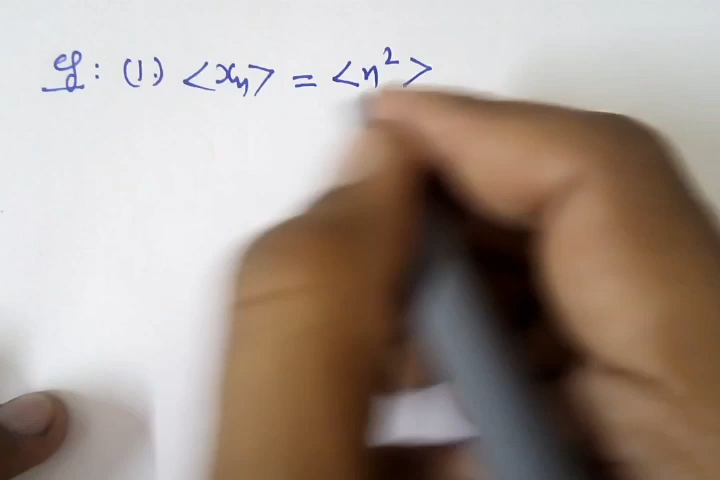 eg: (1.) <xₙ> = <n²>